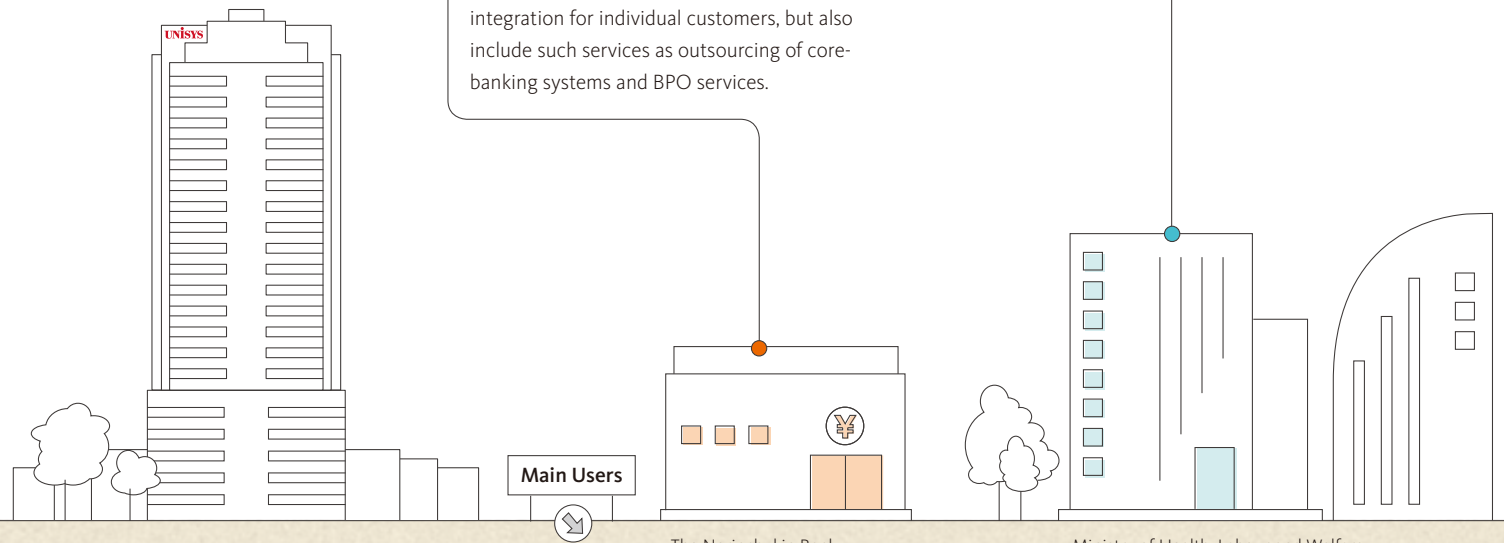 integration for individual customers, but also
include such services as outsourcing of core-
banking systems and BPO services.
UNISYS
¥
Main Users